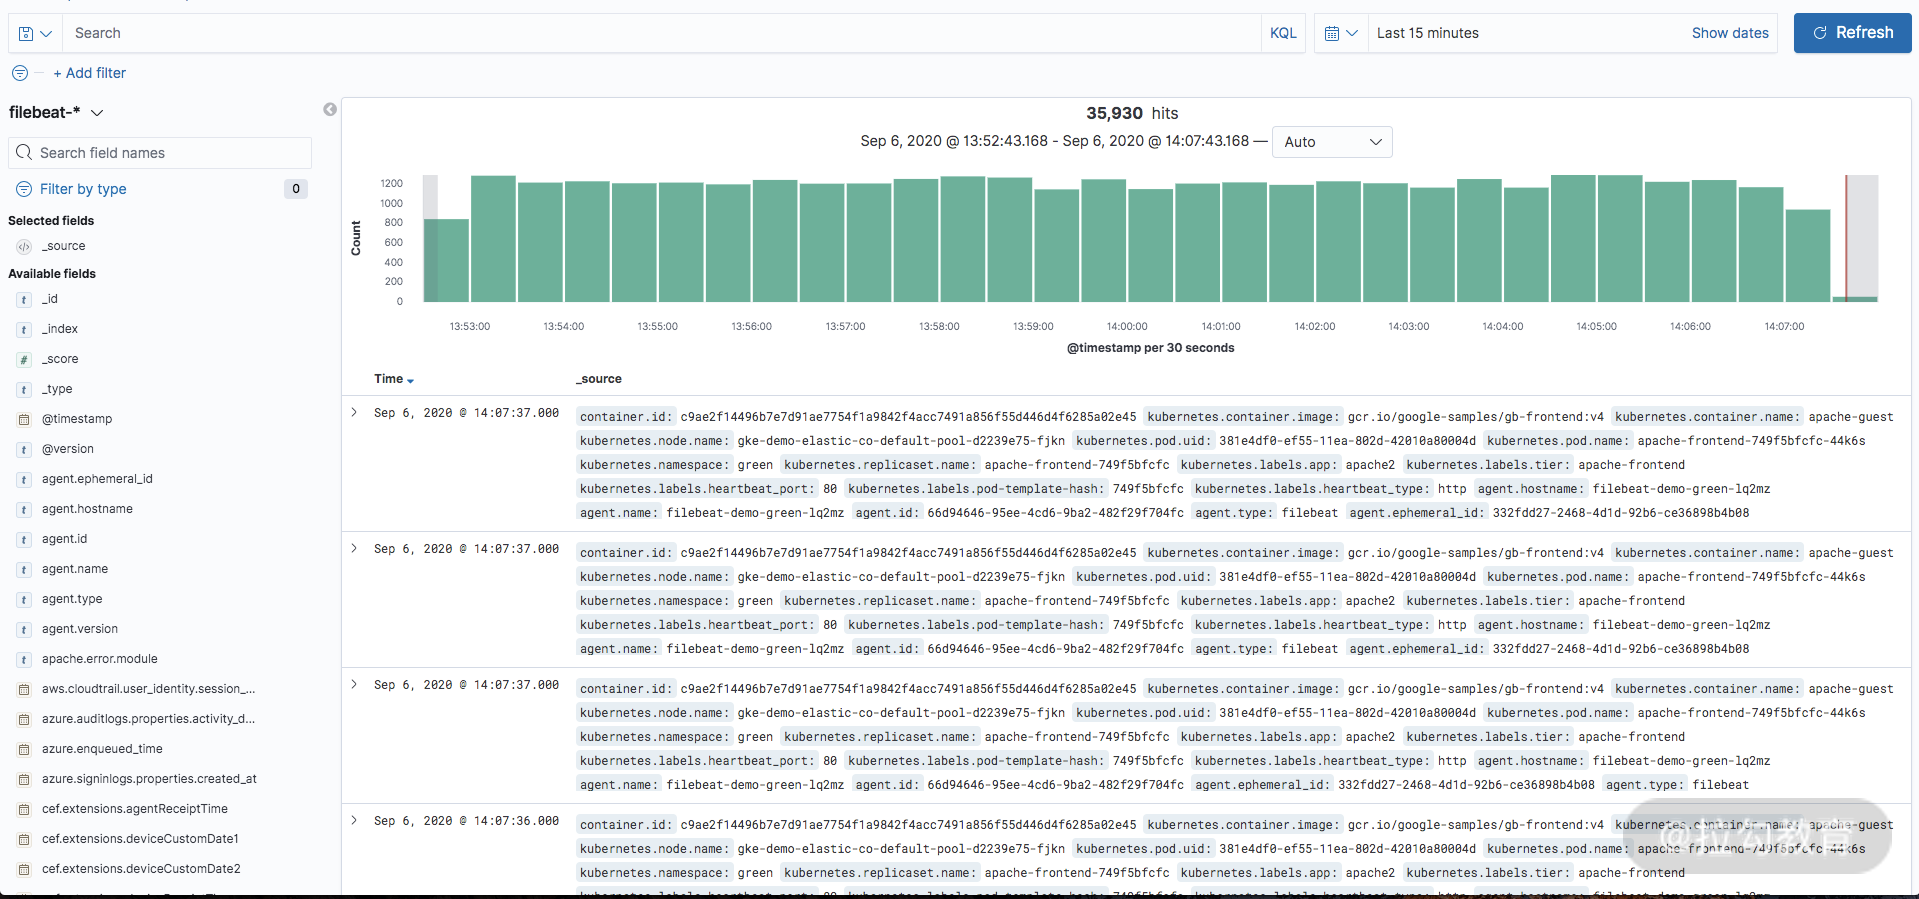 Search
KQL
Last 15 minutes
Show dates
Refresh
+ Add filter
filebeat-*
Search field names
Filter by type
0
Selected fields
_source
Available fields
_id
_index
_score
_type
@timestamp
@version
agent.ephemeral_id
agent.hostname
agent.id
agent.name
agent.type
agent.version
apache.error.module
aws.cloudtrail.user_identity.session_...
azure.auditlogs.properties.activity_d...
azure.enqueued_time
azure.signinlogs.properties.created_at
cef.extensions.agentReceiptTime
cef.extensions.deviceCustomDate1
cef.extensions.deviceCustomDate2
35,930 hits
Sep 6, 2020 @ 13:52:43.168 - Sep 6, 2020 @ 14:07:43.168 — Auto
Count
1200
1000
800
600
400
200
0
13:53:00 13:54:00 13:55:00 13:56:00 13:57:00 13:58:00 13:59:00 14:00:00 14:01:00 14:02:00 14:03:00 14:04:00 14:05:00 14:06:00 14:07:00
@timestamp per 30 seconds
Time _source
Sep 6, 2020 @ 14:07:37.000 container.id: c9ae2f14496b7e7d91ae7754f1a9842f4acc7491a856f55d446d4f6285a02e45 kubernetes.container.image: gcr.io/google-samples/gb-frontend:v4 kubernetes.container.name: apache-guest
kubernetes.node.name: gke-demo-elastic-co-default-pool-d2239e75-fjkn kubernetes.pod.uid: 381e4df0-ef55-11ea-802d-42010a80004d kubernetes.pod.name: apache-frontend-749f5bfcfc-44k6s
kubernetes.namespace: green kubernetes.replicaset.name: apache-frontend-749f5bfcfc kubernetes.labels.app: apache2 kubernetes.labels.tier: apache-frontend
kubernetes.labels.heartbeat_port: 80 kubernetes.labels.pod-template-hash: 749f5bfcfc kubernetes.labels.heartbeat_type: http agent.hostname: filebeat-demo-green-lq2mz
agent.name: filebeat-demo-green-lq2mz agent.id: 66d94646-95ee-4cd6-9ba2-482f29f704fc agent.type: filebeat agent.ephemeral_id: 332fdd27-2468-4d1d-92b6-ce36898b4b08
Sep 6, 2020 @ 14:07:37.000 container.id: c9ae2f14496b7e7d91ae7754f1a9842f4acc7491a856f55d446d4f6285a02e45 kubernetes.container.image: gcr.io/google-samples/gb-frontend:v4 kubernetes.container.name: apache-guest
kubernetes.node.name: gke-demo-elastic-co-default-pool-d2239e75-fjkn kubernetes.pod.uid: 381e4df0-ef55-11ea-802d-42010a80004d kubernetes.pod.name: apache-frontend-749f5bfcfc-44k6s
kubernetes.namespace: green kubernetes.replicaset.name: apache-frontend-749f5bfcfc kubernetes.labels.app: apache2 kubernetes.labels.tier: apache-frontend
kubernetes.labels.heartbeat_port: 80 kubernetes.labels.pod-template-hash: 749f5bfcfc kubernetes.labels.heartbeat_type: http agent.hostname: filebeat-demo-green-lq2mz
agent.name: filebeat-demo-green-lq2mz agent.id: 66d94646-95ee-4cd6-9ba2-482f29f704fc agent.type: filebeat agent.ephemeral_id: 332fdd27-2468-4d1d-92b6-ce36898b4b08
Sep 6, 2020 @ 14:07:37.000 container.id: c9ae2f14496b7e7d91ae7754f1a9842f4acc7491a856f55d446d4f6285a02e45 kubernetes.container.image: gcr.io/google-samples/gb-frontend:v4 kubernetes.container.name: apache-guest
kubernetes.node.name: gke-demo-elastic-co-default-pool-d2239e75-fjkn kubernetes.pod.uid: 381e4df0-ef55-11ea-802d-42010a80004d kubernetes.pod.name: apache-frontend-749f5bfcfc-44k6s
kubernetes.namespace: green kubernetes.replicaset.name: apache-frontend-749f5bfcfc kubernetes.labels.app: apache2 kubernetes.labels.tier: apache-frontend
kubernetes.labels.heartbeat_port: 80 kubernetes.labels.pod-template-hash: 749f5bfcfc kubernetes.labels.heartbeat_type: http agent.hostname: filebeat-demo-green-lq2mz
agent.name: filebeat-demo-green-lq2mz agent.id: 66d94646-95ee-4cd6-9ba2-482f29f704fc agent.ephemeral_id: 332fdd27-2468-4d1d-92b6-ce36898b4b08 agent.type: filebeat
Sep 6, 2020 @ 14:07:36.000 container.id: c9ae2f14496b7e7d91ae7754f1a9842f4acc7491a856f55d446d4f6285a02e45 kubernetes.container.image: gcr.io/google-samples/gb-frontend:v4 kubernetes.container.name: apache-guest
kubernetes.node.name: gke-demo-elastic-co-default-pool-d2239e75-fjkn kubernetes.pod.uid: 381e4df0-ef55-11ea-802d-42010a80004d kubernetes.pod.name: apache-frontend-749f5bfcfc-44k6s
kubernetes.namespace: green kubernetes.replicaset.name: apache-frontend-749f5bfcfc kubernetes.labels.app: apache2 kubernetes.labels.tier: apache-frontend
@拉勾教育